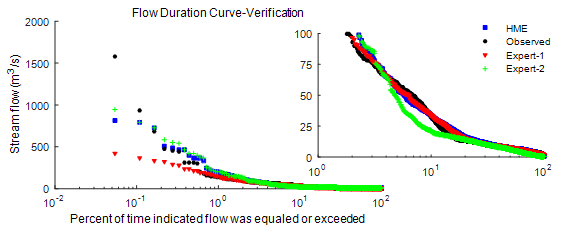 Flow Duration Curve-Verification
HME
Observed
Expert-1
Expert-2
Stream flow (m³/s)
2000
1500
1000
500
0
10⁻²
10⁻¹
10⁰
10¹
10²
100
75
50
25
0
10⁰
10¹
10²
Percent of time indicated flow was equaled or exceeded